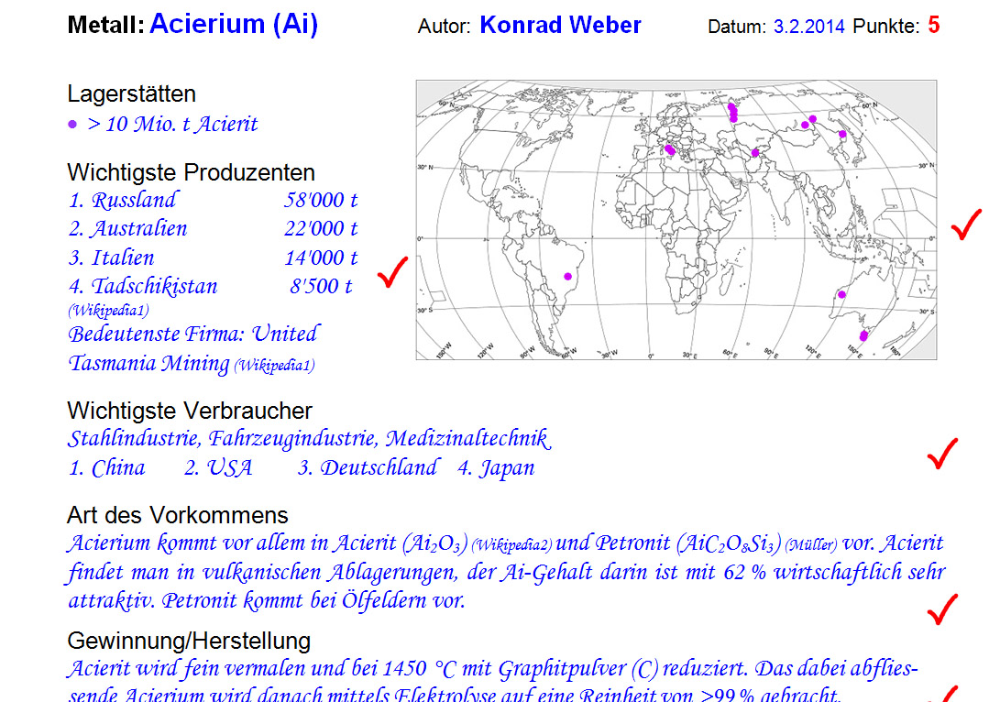 Metall: Acierium (Ai) Autor: Konrad Weber Datum: 3.2.2014 Punkte: 5
Lagerstätten
• > 10 Mio. t Acierit
Wichtigste Produzenten
1. Russland 58'000 t
2. Australien 22'000 t
3. Italien 14'000 t
4. Tadschikistan 8'500 t
(Wikipedia1)
Bedeutenste Firma: United
Tasmania Mining (Wikipedia1)
60° N 60° N
30° N 30° N
0° 0°
30° S 30° S
150°W 120°W 90°W 60°W 30°W 0° 30° E 60°E 90°E 120°E 150°E 180°
Wichtigste Verbraucher
Stahlindustrie, Fahrzeugindustrie, Medizinaltechnik
1. China 2. USA 3. Deutschland 4. Japan
Art des Vorkommens
Acierium kommt vor allem in Acierit (Ai₂O₃) (Wikipedia2) und Petronit (AiC₂O₈Si₃) (Müller) vor. Acierit
findet man in vulkanischen Ablagerungen, der Ai-Gehalt darin ist mit 62 % wirtschaftlich sehr
attraktiv. Petronit kommt bei Ölfeldern vor.
Gewinnung/Herstellung
Acierit wird fein vermalen und bei 1450 °C mit Graphitpulver (C) reduziert. Das dabei abflies-
sende Acierium wird danach mittels Elektrolyse auf eine Reinheit von >99 % gebracht.